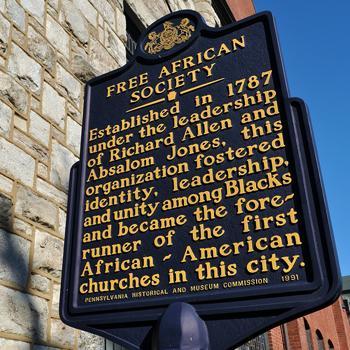 FREE AFRICAN
SOCIETY
Established in 1787
under the leadership
of Richard Allen and
Absalom Jones, this
organization fostered
identity, leadership,
and unity among Blacks
and became the fore-
runner of the first
African - American
churches in this city.
PENNSYLVANIA HISTORICAL AND MUSEUM COMMISSION 1991